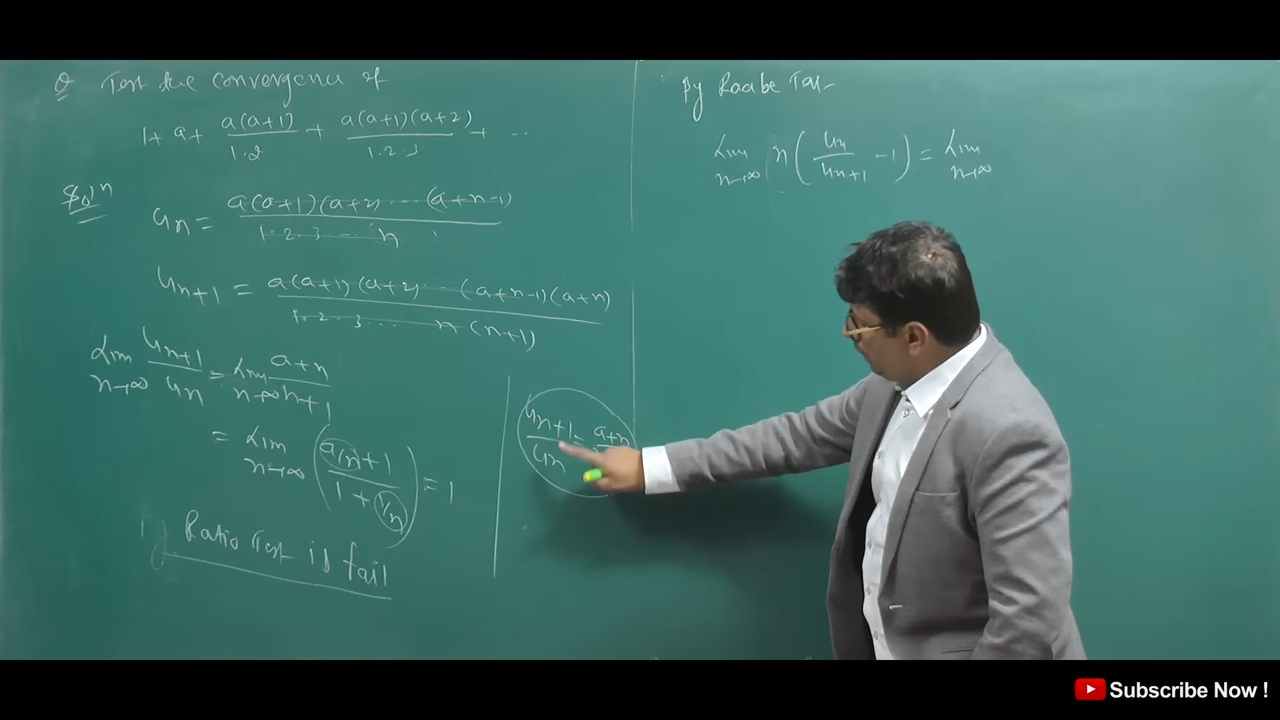 Q Test the convergence of
1 + a + a(a+1)/1.2 + a(a+1)(a+2)/1.2.3 + ..
Solⁿ
uₙ = a(a+1)(a+2) .... (a+n-1)/1.2.3 .... n
uₙ₊₁ = a(a+1)(a+2) ... (a+n-1)(a+n)/1.2.3 ... n (n+1)
Lim n→∞ uₙ₊₁/uₙ = Lim n→∞ a+n/n+1
= Lim n→∞ (a/n + 1/1 + 1/n) = 1
Ratio Test is fail
uₙ₊₁/uₙ = a+n
By Raabe Test
Lim n→∞ n(uₙ/uₙ₊₁ - 1) = Lim n→∞
Subscribe Now !